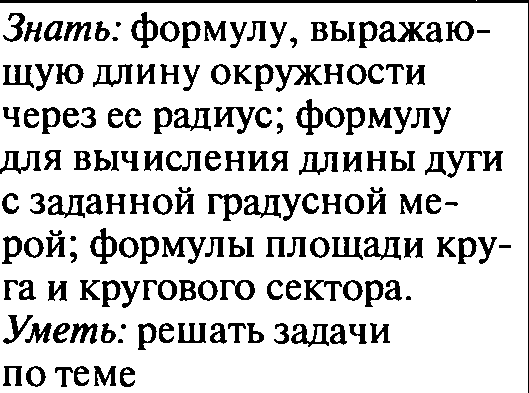 Знать: формулу, выражаю-
щую длину окружности
через ее радиус; формулу
для вычисления длины дуги
с заданной градусной ме-
рой; формулы площади кру-
га и кругового сектора.
Уметь: решать задачи
по теме